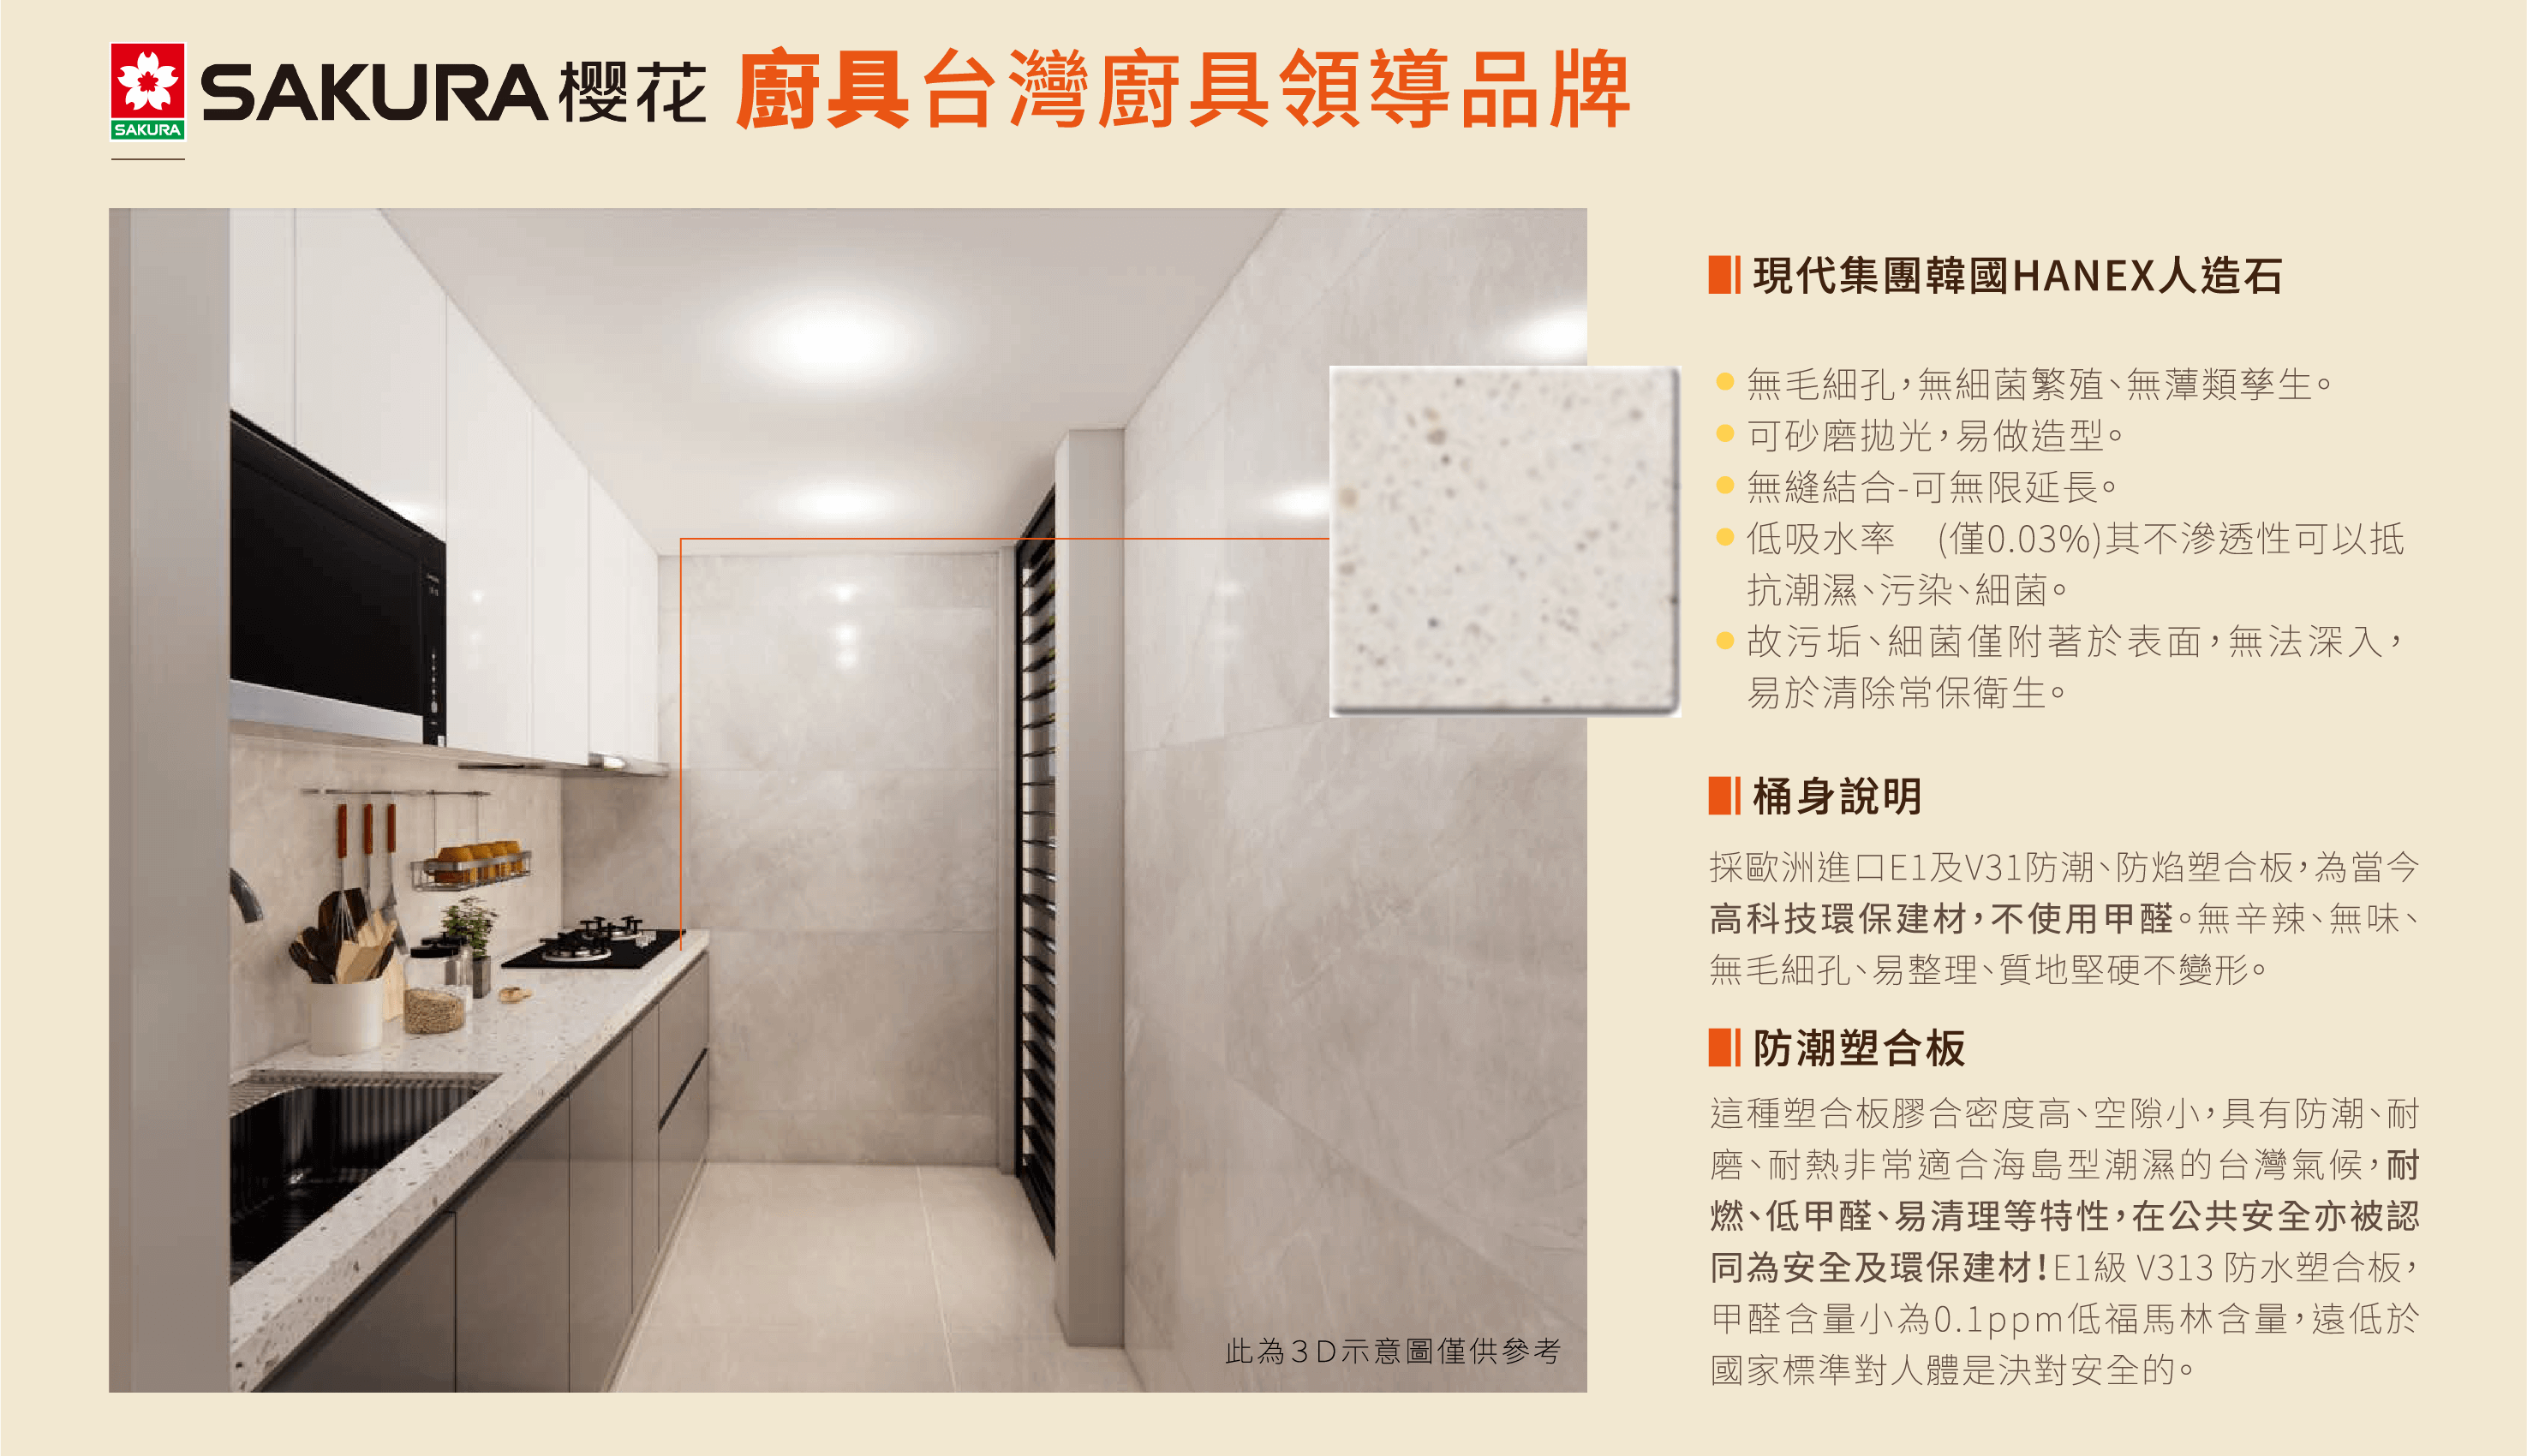 SAKURA
SAKURA櫻花 廚具台灣廚具領導品牌
現代集團韓國HANEX人造石
無毛細孔,無細菌繁殖、無藫類孳生。
可砂磨拋光,易做造型。
無縫結合-可無限延長。
低吸水率 (僅0.03%)其不滲透性可以抵
抗潮濕、污染、細菌。
故污垢、細菌僅附著於表面,無法深入,
易於清除常保衛生。
桶身說明
採歐洲進口E1及V31防潮、防焰塑合板,為當今
高科技環保建材,不使用甲醛。無辛辣、無味、
無毛細孔、易整理、質地堅硬不變形。
防潮塑合板
這種塑合板膠合密度高、空隙小,具有防潮、耐
磨、耐熱非常適合海島型潮濕的台灣氣候,耐
燃、低甲醛、易清理等特性,在公共安全亦被認
同為安全及環保建材!E1級 V313 防水塑合板,
甲醛含量小為0.1ppm低福馬林含量,遠低於
國家標準對人體是決對安全的。
此為3D示意圖僅供參考